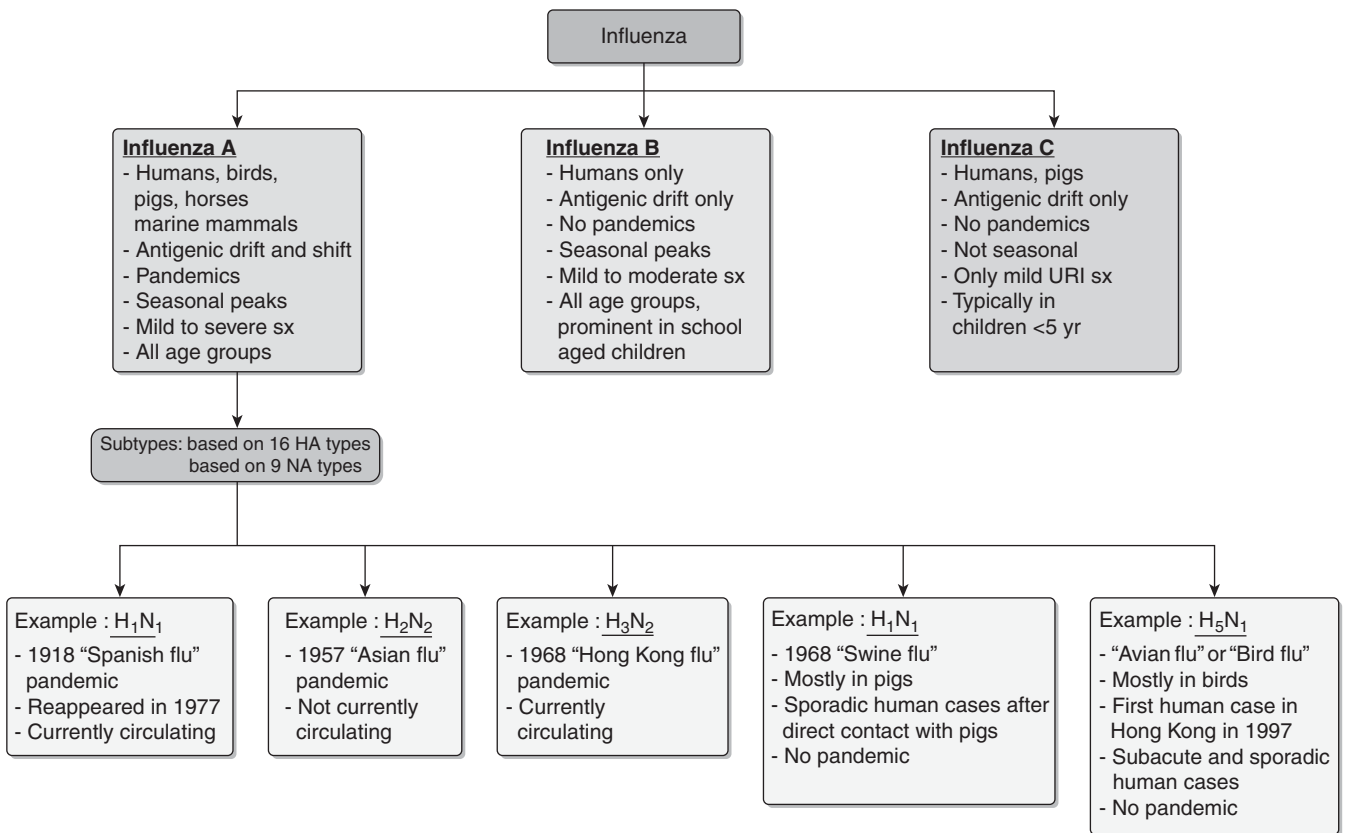 Influenza
Influenza A
- Humans, birds,
pigs, horses
marine mammals
- Antigenic drift and shift
- Pandemics
- Seasonal peaks
- Mild to severe sx
- All age groups
Influenza B
- Humans only
- Antigenic drift only
- No pandemics
- Seasonal peaks
- Mild to moderate sx
- All age groups,
prominent in school
aged children
Influenza C
- Humans, pigs
- Antigenic drift only
- No pandemics
- Not seasonal
- Only mild URI sx
- Typically in
children <5 yr
Subtypes: based on 16 HA types
based on 9 NA types
Example : H₁N₁
- 1918 “Spanish flu”
pandemic
- Reappeared in 1977
- Currently circulating
Example : H₂N₂
- 1957 “Asian flu”
pandemic
- Not currently
circulating
Example : H₃N₂
- 1968 “Hong Kong flu”
pandemic
- Currently
circulating
Example : H₁N₁
- 1968 “Swine flu”
- Mostly in pigs
- Sporadic human cases after
direct contact with pigs
- No pandemic
Example : H₅N₁
- “Avian flu” or “Bird flu”
- Mostly in birds
- First human case in
Hong Kong in 1997
- Subacute and sporadic
human cases
- No pandemic